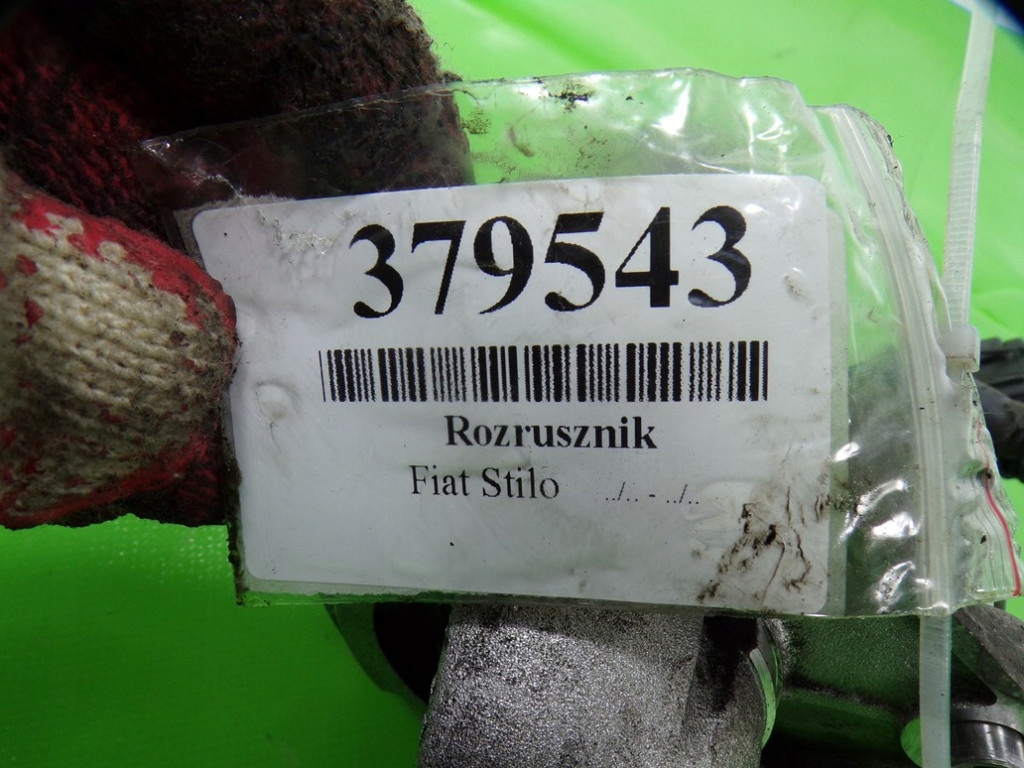 379543
Rozrusznik
Fiat Stilo ../.. - ../..